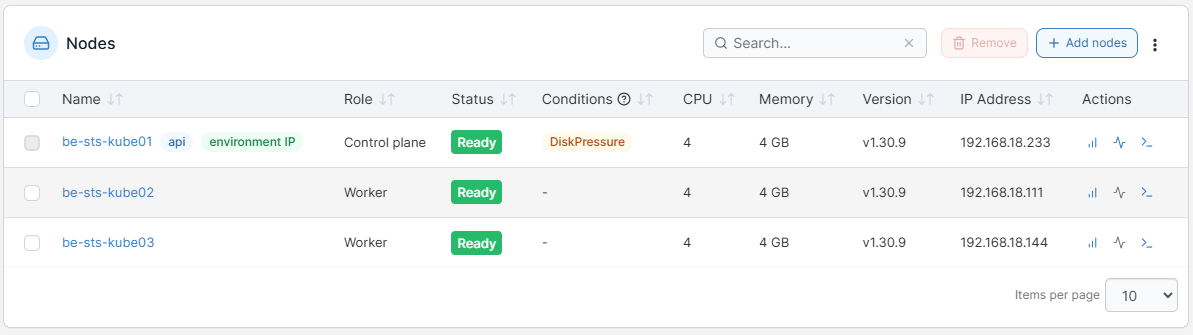 Nodes Search... Remove Add nodes
Name Role Status Conditions CPU Memory Version IP Address Actions
be-sts-kube01 api environment IP Control plane Ready DiskPressure 4 4 GB v1.30.9 192.168.18.233
be-sts-kube02 Worker Ready - 4 4 GB v1.30.9 192.168.18.111
be-sts-kube03 Worker Ready - 4 4 GB v1.30.9 192.168.18.144
Items per page 10